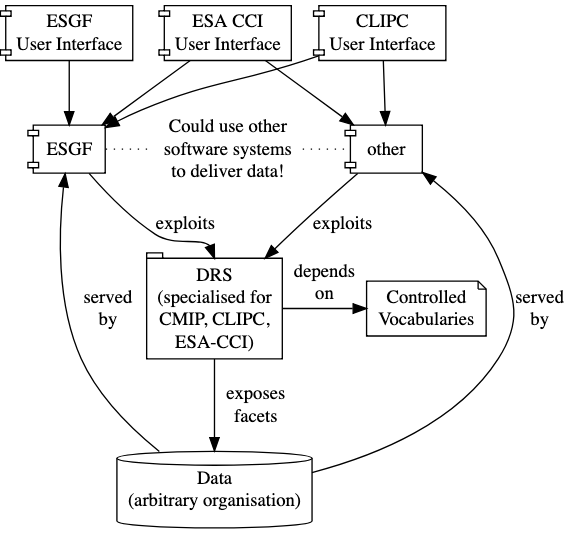 ESGF
User Interface
ESA CCI
User Interface
CLIPC
User Interface
ESGF
Could use other
software systems
to deliver data!
other
exploits
exploits
DRS
(specialised for
CMIP, CLIPC,
ESA-CCI)
depends
on
Controlled
Vocabularies
served
by
served
by
exposes
facets
Data
(arbitrary organisation)